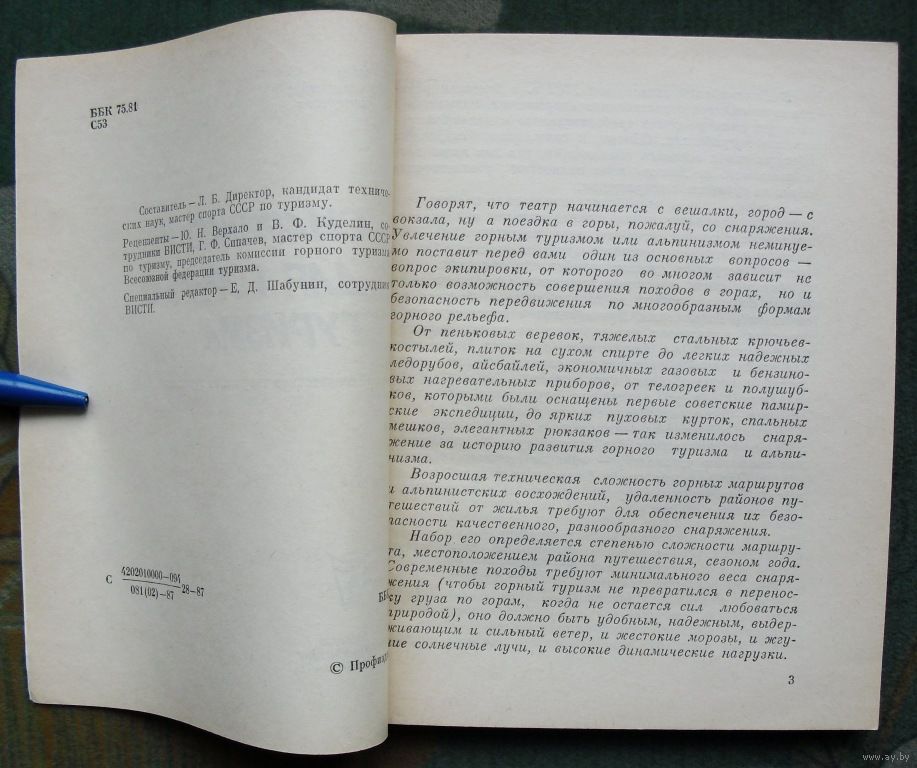 ББК 75.81
С53
Составитель — Л. Б. Директор, кандидат техниче-
ских наук, мастер спорта СССР по туризму.
Рецензенты — Ю. Н. Верхало и В. Ф. Куделин, со-
трудники ВИСТИ, Г. Ф. Сипачев, мастер спорта СССР
по туризму, председатель комиссии горного туризма
Всесоюзной федерации туризма.
Специальный редактор — Е. Д. Шабунин, сотрудник
ВИСТИ.
С 4202010000—094
081(02)—87 28—87
© Профизд
ББ
Говорят, что театр начинается с вешалки, город — с
вокзала, ну а поездка в горы, пожалуй, со снаряжения.
Увлечение горным туризмом или альпинизмом неминуе-
мо поставит перед вами один из основных вопросов —
вопрос экипировки, от которого во многом зависит не
только возможность совершения походов в горах, но и
безопасность передвижения по многообразным формам
горного рельефа.
От пеньковых веревок, тяжелых стальных крючьев-
костылей, плиток на сухом спирте до легких надежных
ледорубов, айсбайлей, экономичных газовых и бензино-
вых нагревательных приборов, от телогреек и полушуб-
ков, которыми были оснащены первые советские памир-
ские экспедиции, до ярких пуховых курток, спальных
мешков, элегантных рюкзаков — так изменилось снаря-
жение за историю развития горного туризма и альпи-
низма.
Возросшая техническая сложность горных маршрутов
и альпинистских восхождений, удаленность районов пу-
тешествий от жилья требуют для обеспечения их безо-
пасности качественного, разнообразного снаряжения.
Набор его определяется степенью сложности маршру-
та, местоположением района путешествия, сезоном года.
Современные походы требуют минимального веса снаря-
жения (чтобы горный туризм не превратился в перенос-
ку груза по горам, когда не остается сил любоваться
природой), оно должно быть удобным, надежным, выдер-
живающим и сильный ветер, и жестокие морозы, и жгу-
чие солнечные лучи, и высокие динамические нагрузки.
3
www.ay.by